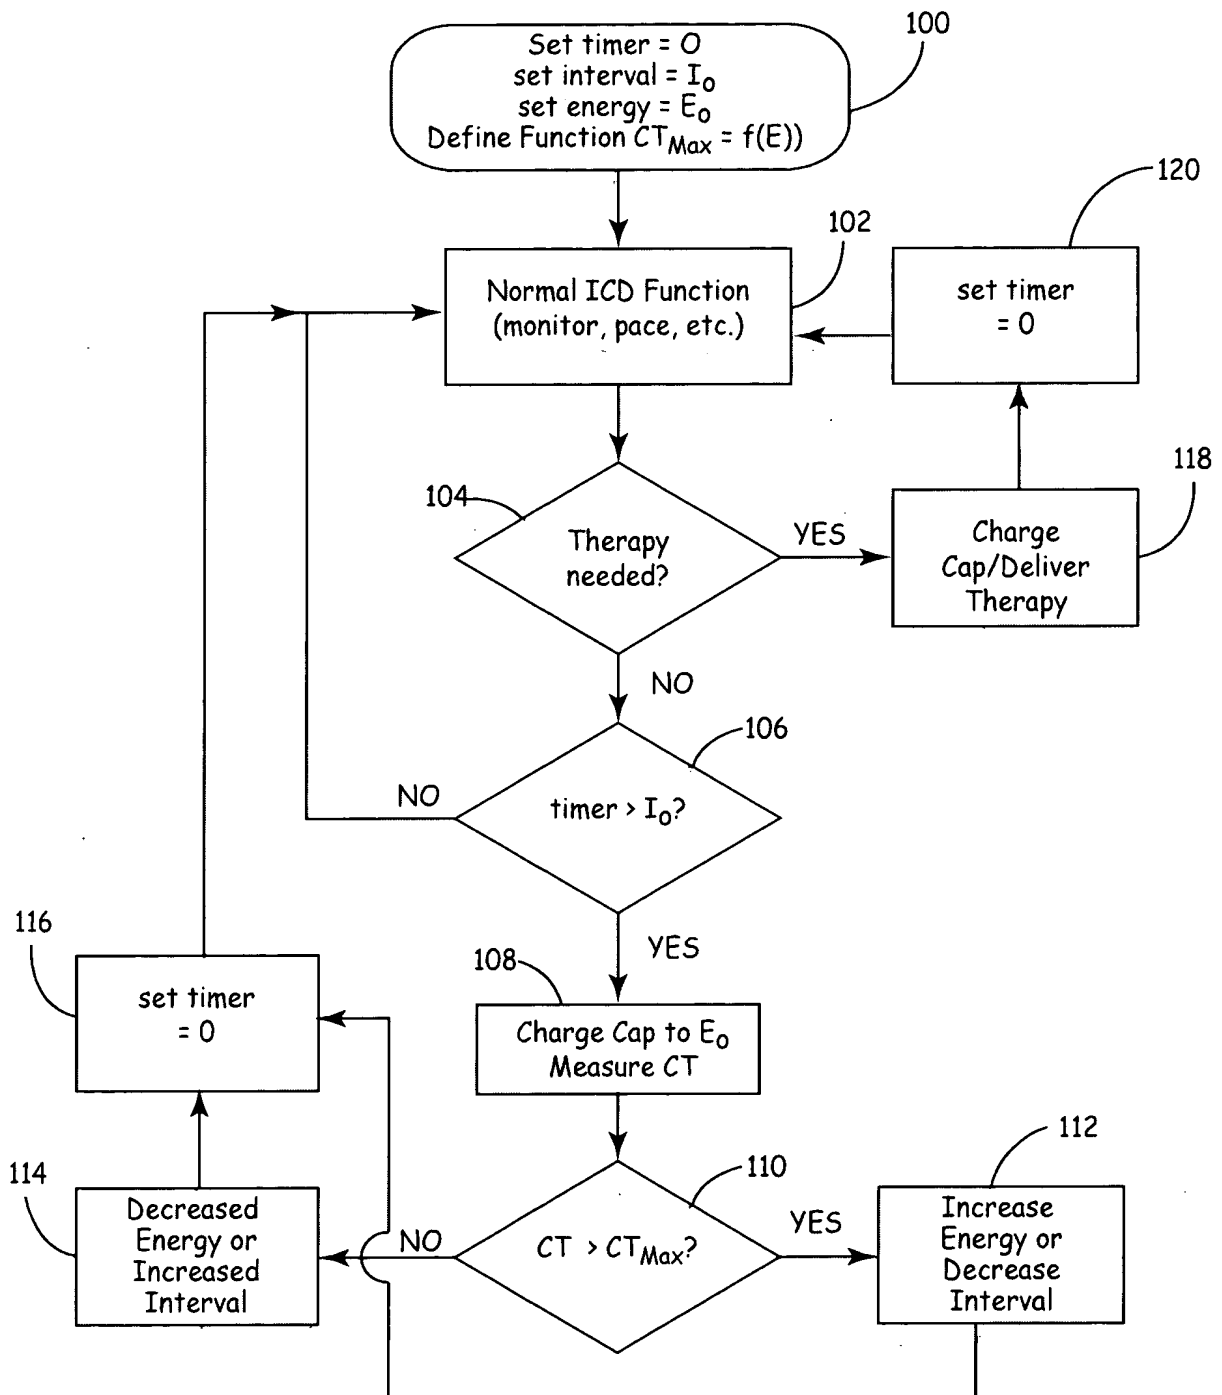 100
Set timer = 0
set interval = I0
set energy = E0
Define Function CTMax = f(E))
120
102
Normal ICD Function
(monitor, pace, etc.)
set timer
= 0
118
104
Therapy
needed?
YES
Charge
Cap/Deliver
Therapy
NO
106
timer > I0?
NO
YES
116
set timer
= 0
108
Charge Cap to E0
Measure CT
112
110
114
Decreased
Energy or
Increased
Interval
NO
CT > CTMax?
YES
Increase
Energy or
Decrease
Interval